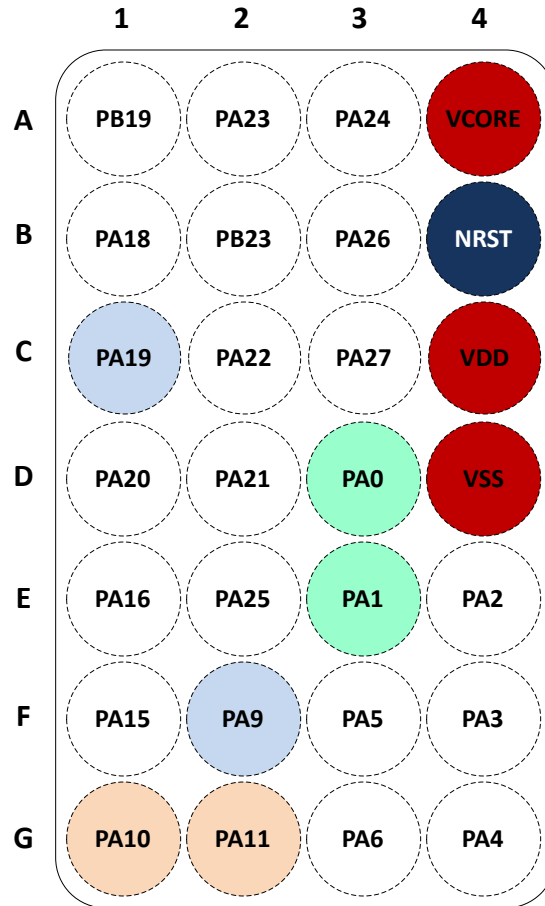 1 2 3 4
A PB19 PA23 PA24 VCORE
B PA18 PB23 PA26 NRST
C PA19 PA22 PA27 VDD
D PA20 PA21 PA0 VSS
E PA16 PA25 PA1 PA2
F PA15 PA9 PA5 PA3
G PA10 PA11 PA6 PA4